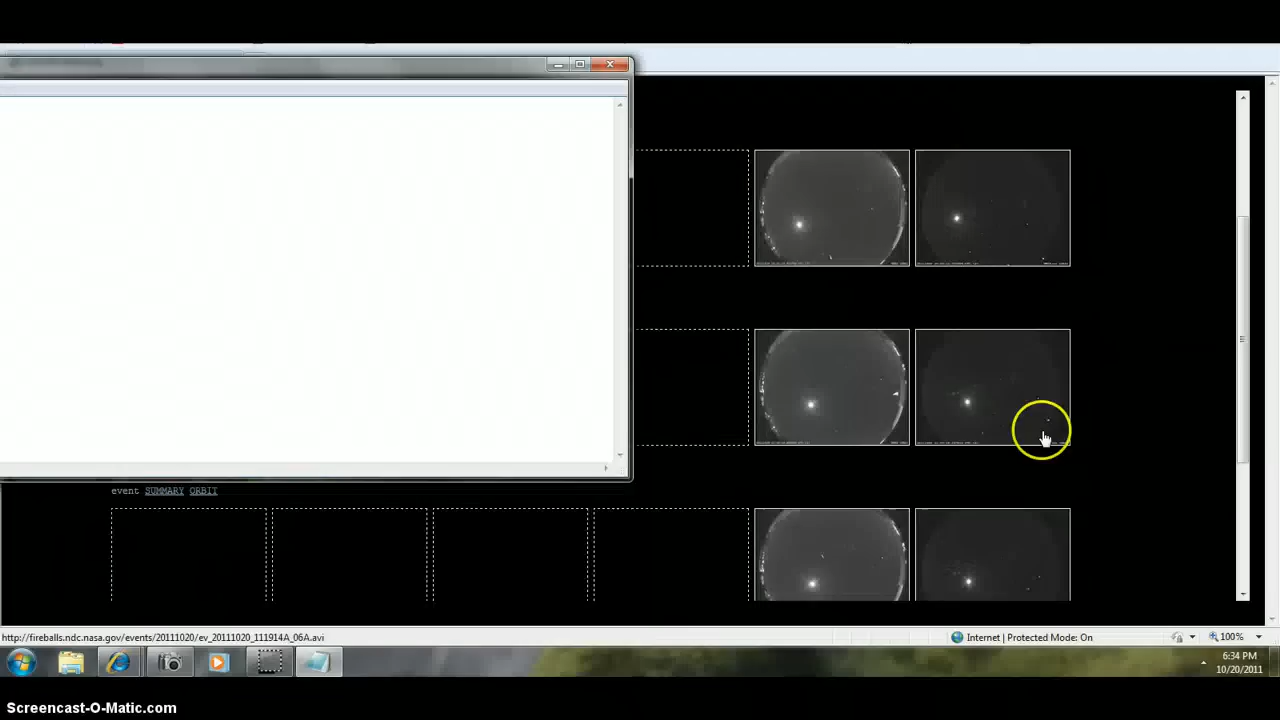 event SUMMARY ORBIT
http://fireballs.ndc.nasa.gov/events/20111020/ev_20111020_111914A_06A.avi
Internet | Protected Mode: On
100%
6:34 PM
10/20/2011
Screencast-O-Matic.com